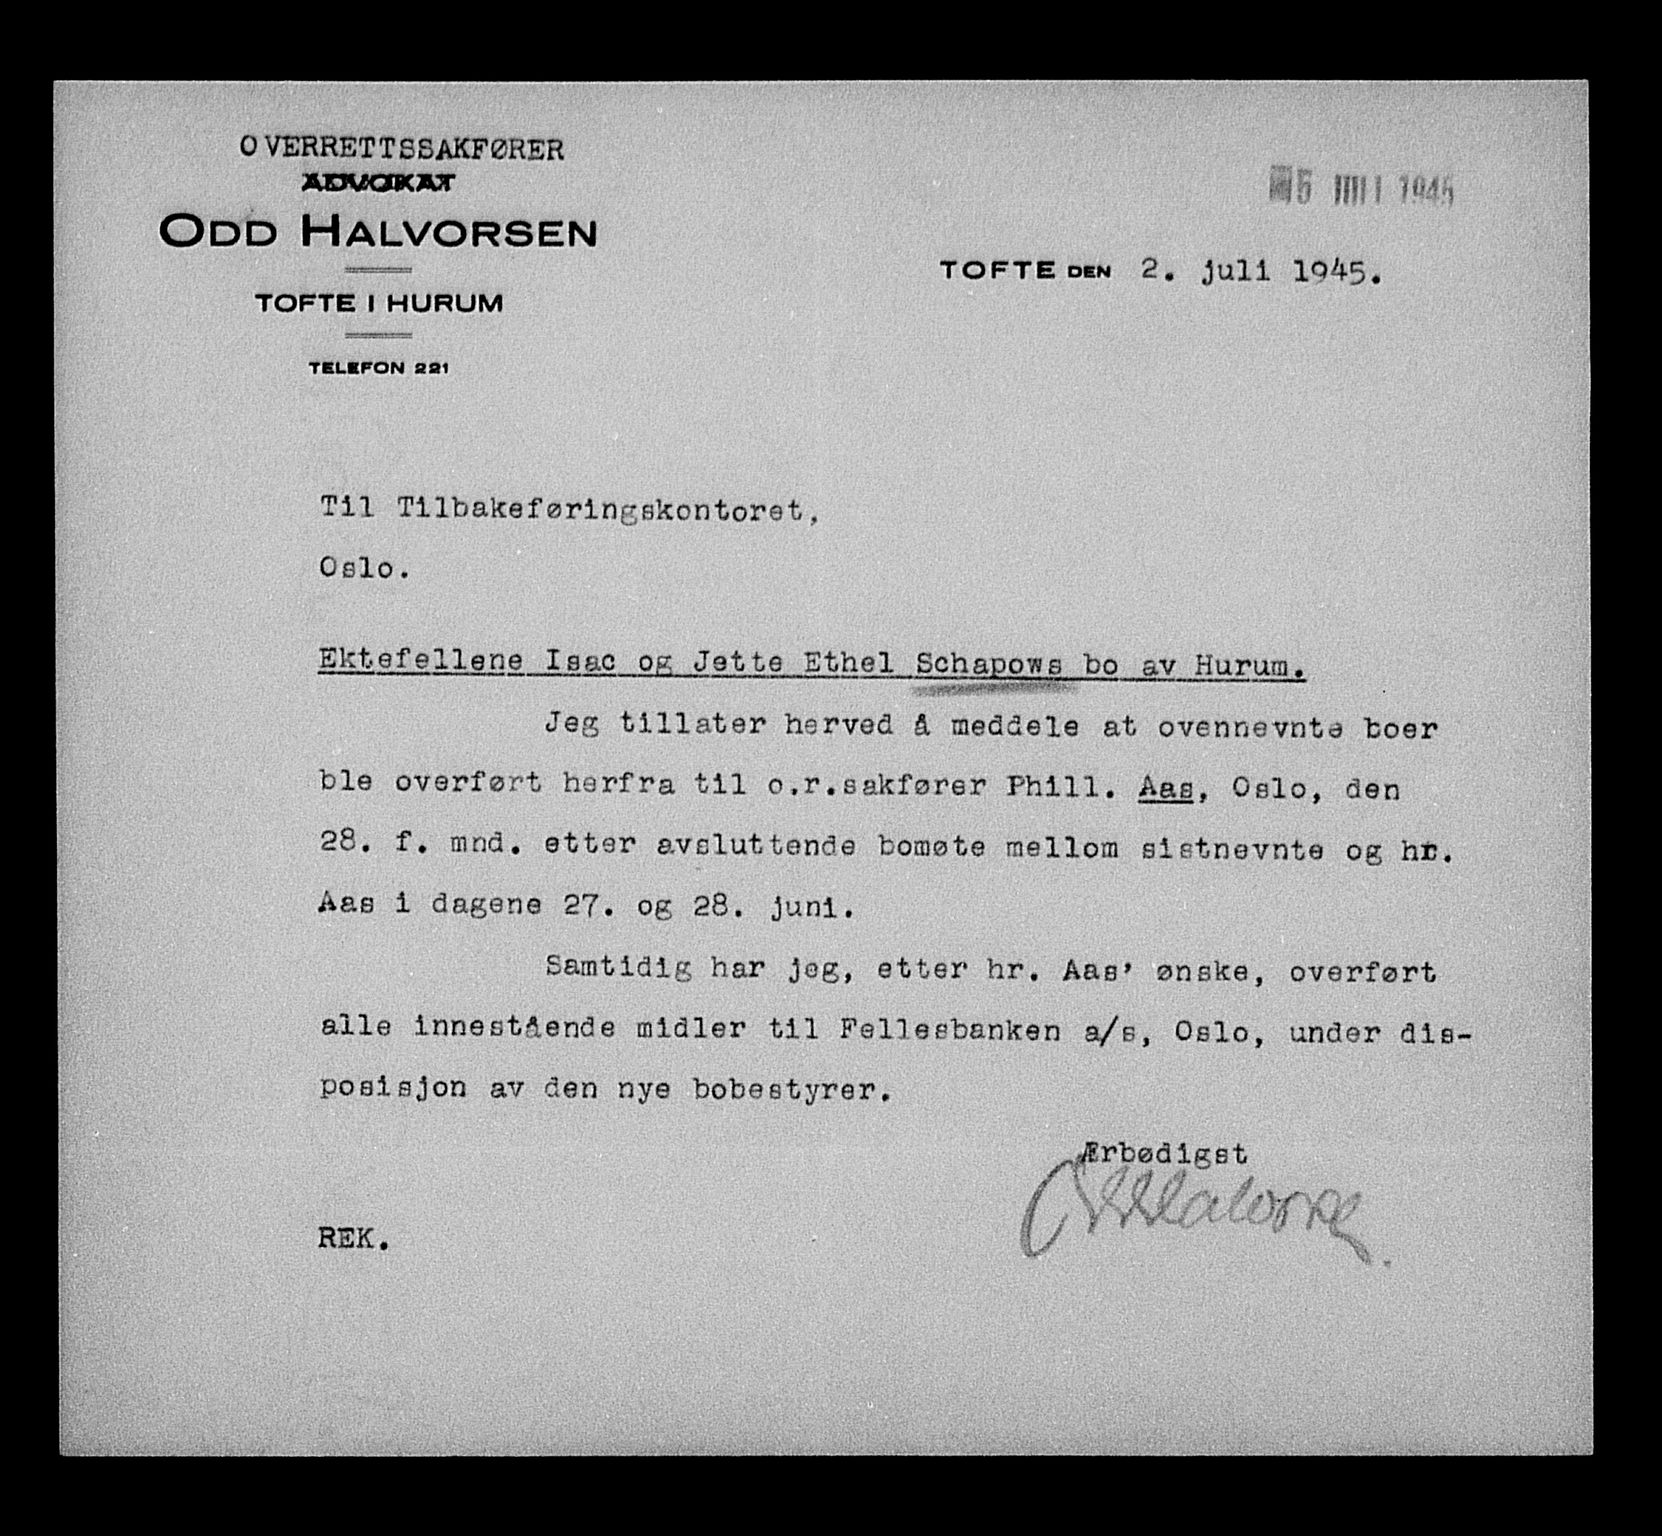 OVERRETTSSAKFØRER
ADVOKAT
ODD HALVORSEN
TOFTE I HURUM
TELEFON 221
5 JULI 1945
TOFTE DEN 2. juli 1945.
Til Tilbakeføringskontoret,
Oslo.
Ektefellene Isac og Jette Ethel Schapows bo av Hurum.
Jeg tillater herved å meddele at ovennevnte boer
ble overført herfra til o.r.sakfører Phill. Aas, Oslo, den
28. f. mnd. etter avsluttende bomøte mellom sistnevnte og hr.
Aas i dagene 27. og 28. juni.
Samtidig har jeg, etter hr. Aas' ønske, overført
alle innestående midler til Fellesbanken a/s, Oslo, under dis-
posisjon av den nye bobestyrer.
Ærbødigst
O Halvorsen
REK.